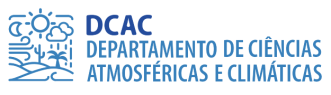 DCAC
DEPARTAMENTO DE CIÊNCIAS
ATMOSFÉRICAS E CLIMÁTICAS